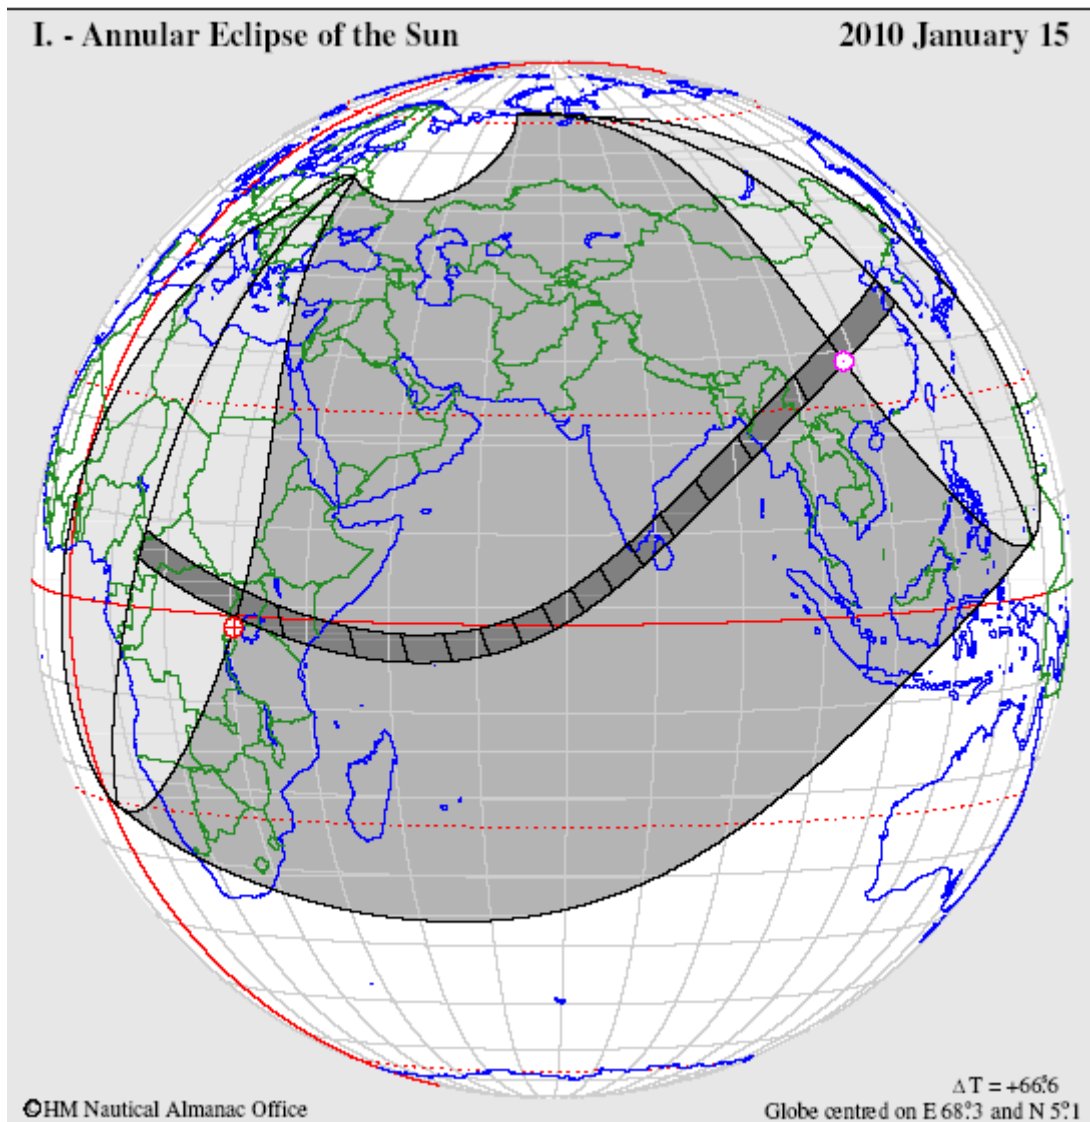 I. - Annular Eclipse of the Sun
2010 January 15
ΔT = +66ˢ.6
©HM Nautical Almanac Office
Globe centred on E 68°.3 and N 5°.1